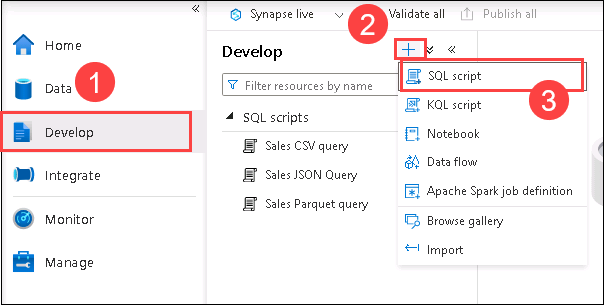 Synapse live
Validate all
Publish all
2
Home
Data
1
Develop
Integrate
Monitor
Manage
Develop
Filter resources by name
SQL scripts
Sales CSV query
Sales JSON Query
Sales Parquet query
SQL script
3
KQL script
Notebook
Data flow
Apache Spark job definition
Browse gallery
Import